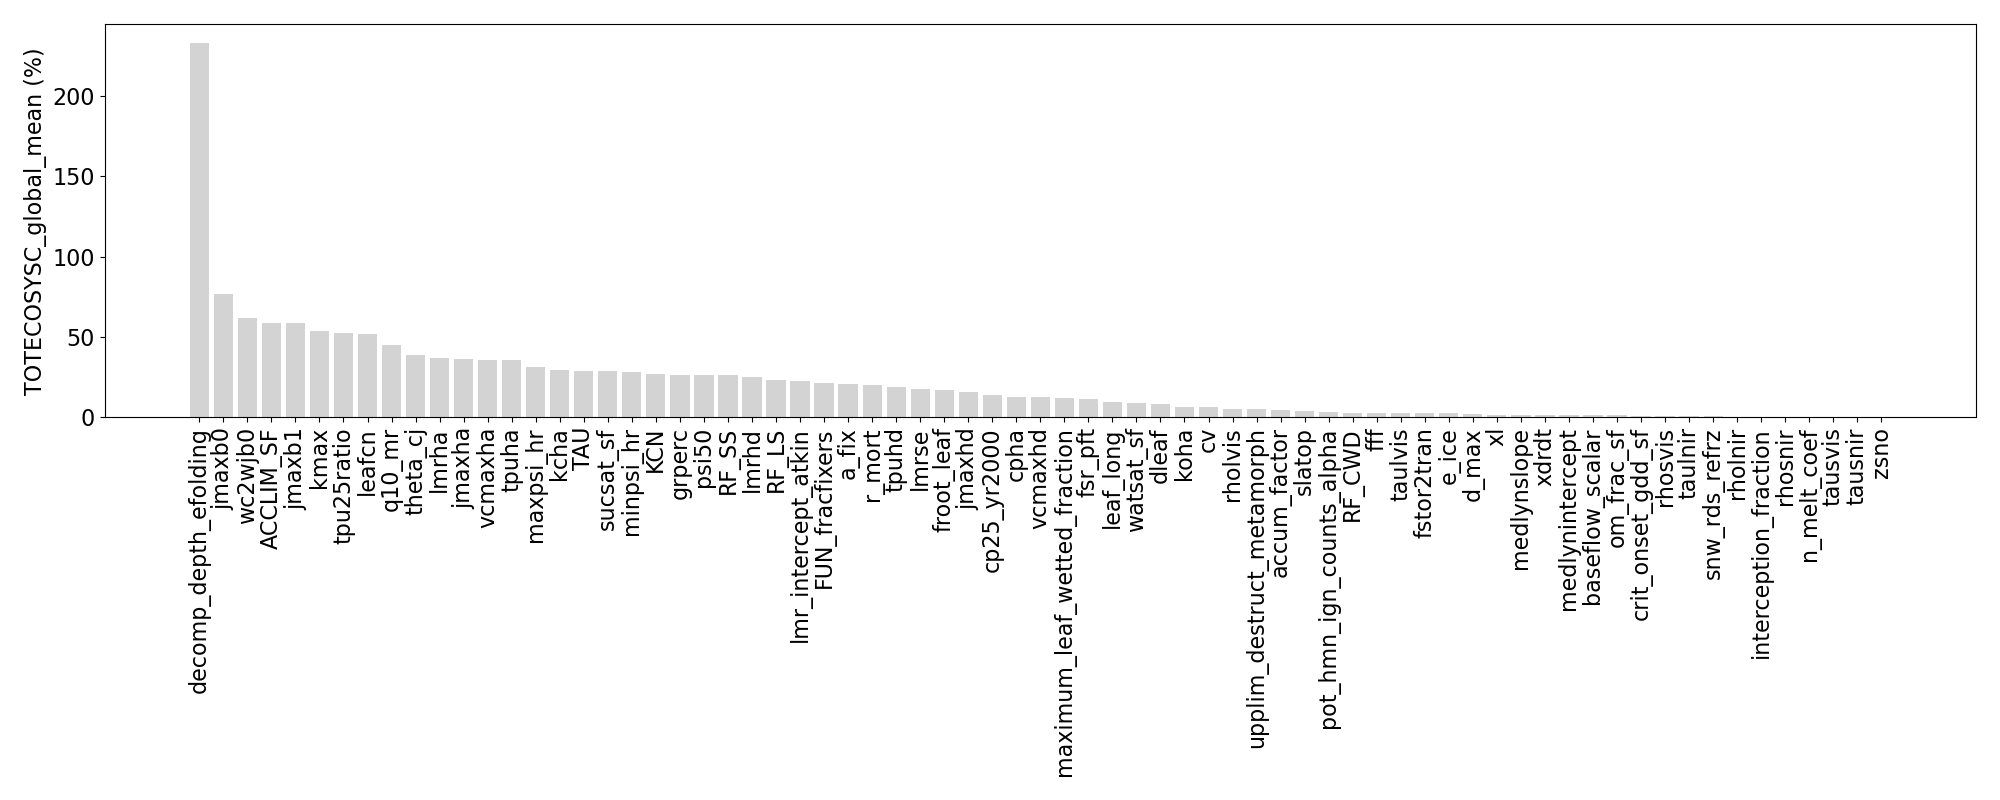 TOTECOSYSC_global_mean (%)
200
150
100
50
0
decomp_depth_efolding
jmaxb0
wc2wjb0
ACCLIM_SF
jmaxb1
kmax
tpu25ratio
leafcn
q10_mr
theta_cj
lmrha
jmaxha
vcmaxha
tpuha
maxpsi_hr
kcha
TAU
sucsat_sf
minpsi_hr
KCN
grperc
psi50
RF_SS
lmrhd
RF_LS
lmr_intercept_atkin
FUN_fracfixers
a_fix
r_mort
tpuhd
lmrse
froot_leaf
jmaxhd
cp25_yr2000
cpha
vcmaxhd
maximum_leaf_wetted_fraction
fsr_pft
leaf_long
watsat_sf
dleaf
koha
cv
rholvis
upplim_destruct_metamorph
accum_factor
slatop
pot_hmn_ign_counts_alpha
RF_CWD
fff
taulvis
fstor2tran
e_ice
d_max
xl
medlynslope
xdrdt
medlynintercept
baseflow_scalar
om_frac_sf
crit_onset_gdd_sf
rhosvis
taulnir
snw_rds_refrz
rholnir
interception_fraction
rhosnir
n_melt_coef
tausvis
tausnir
zsno